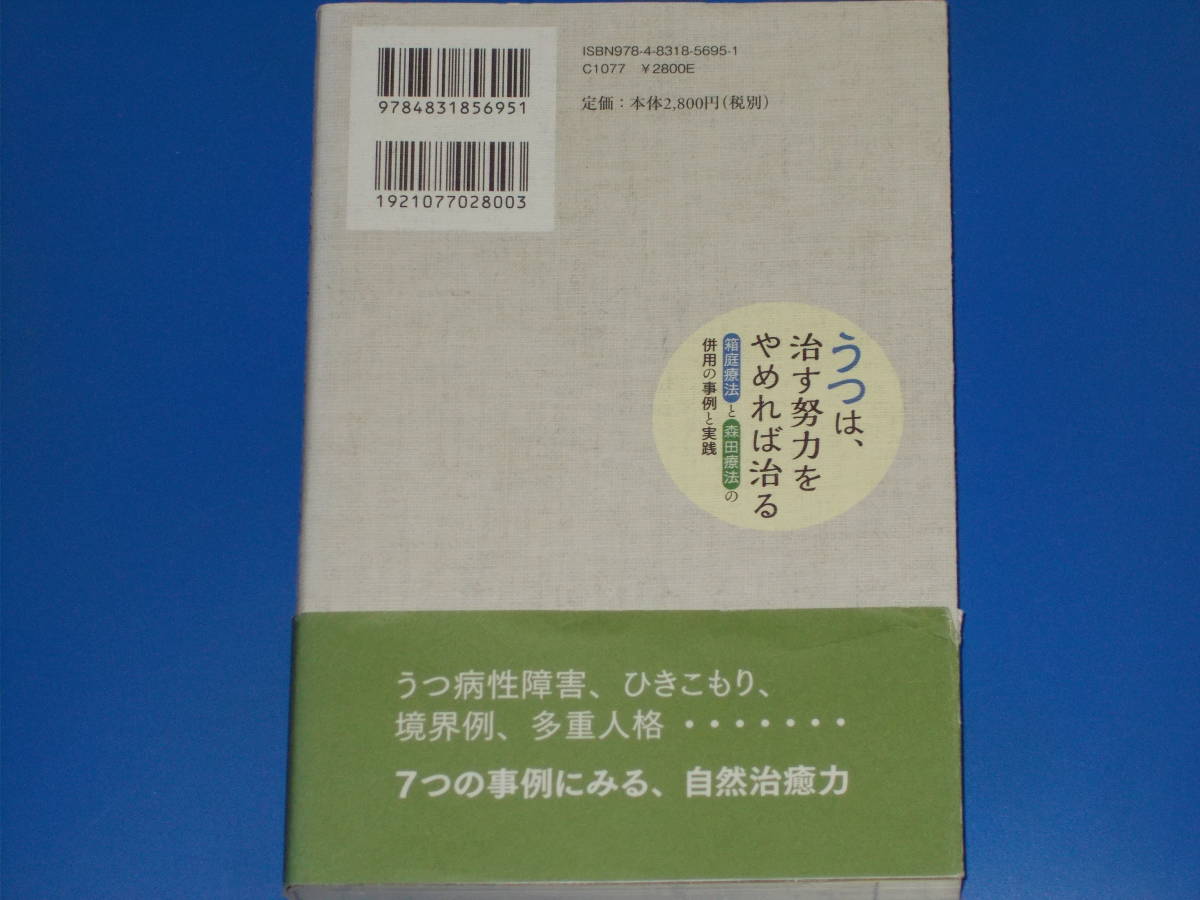 9784831856951
1921077028003
ISBN978-4-8318-5695-1
C1077 ¥2800E
定価:本体2,800円(税別)
うつは、
治す努力を
やめれば治る
箱庭療法と森田療法の
併用の事例と実践
うつ病性障害、ひきこもり、
境界例、多重人格・・・・・・・
7つの事例にみる、自然治癒力